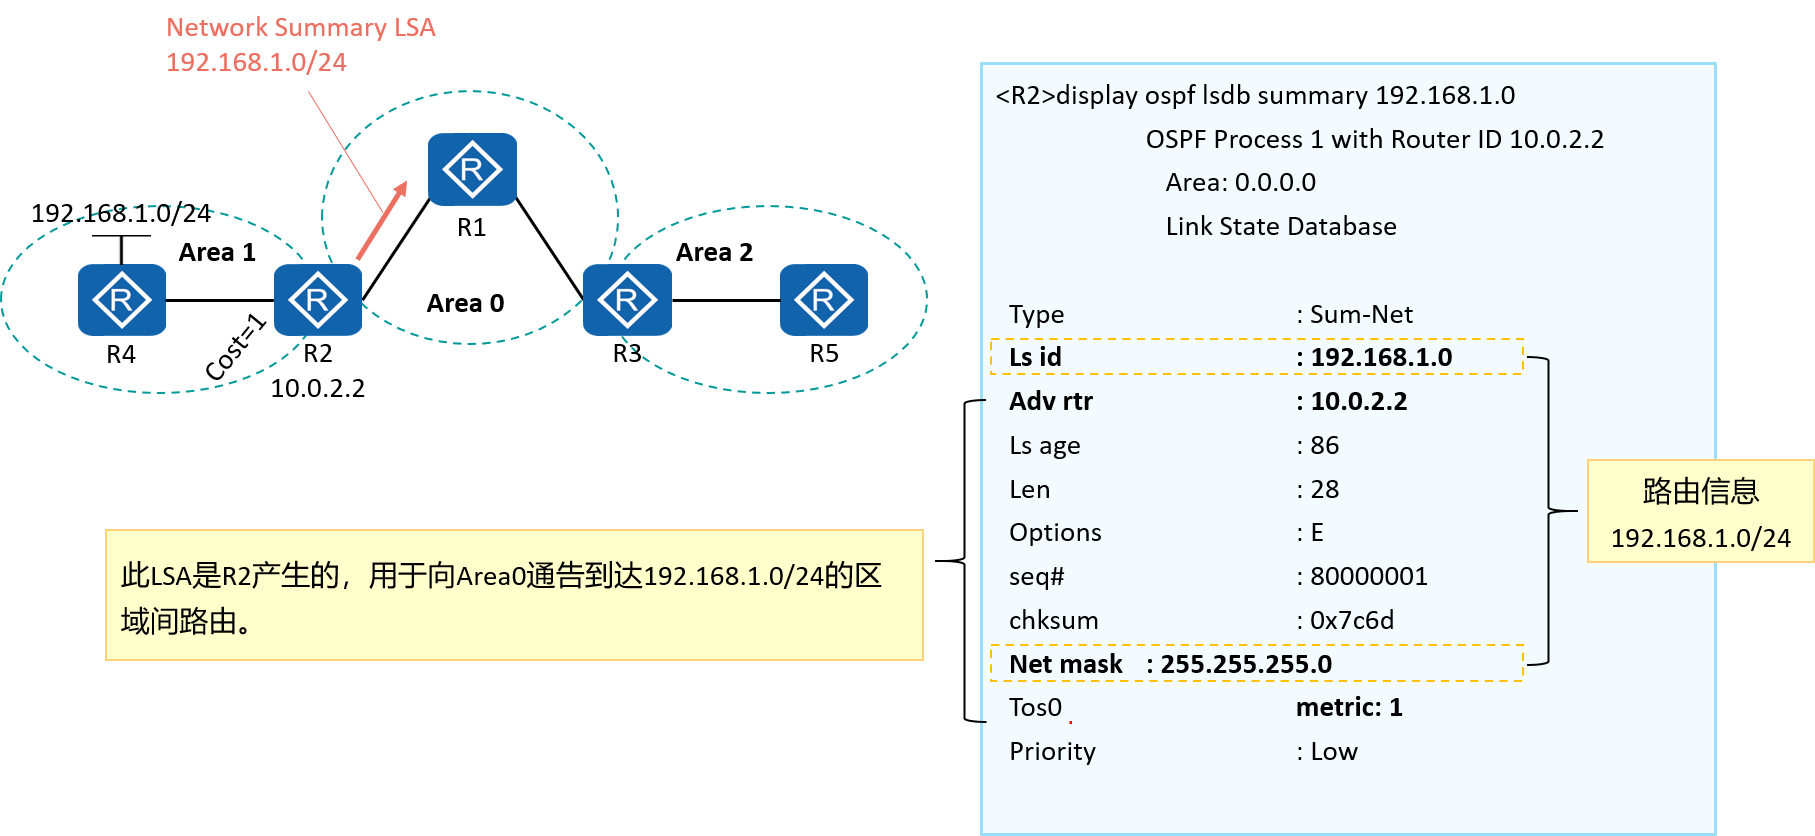 Network Summary LSA
192.168.1.0/24
192.168.1.0/24
Area 1
R
R1
R
R4
Cost=1
R
R2
10.0.2.2
Area 0
Area 2
R
R3
R
R5
此LSA是R2产生的，用于向Area0通告到达192.168.1.0/24的区
域间路由。
<R2>display ospf lsdb summary 192.168.1.0
OSPF Process 1 with Router ID 10.0.2.2
Area: 0.0.0.0
Link State Database
Type : Sum-Net
Ls id : 192.168.1.0
Adv rtr : 10.0.2.2
Ls age : 86
Len : 28
Options : E
seq# : 80000001
chksum : 0x7c6d
Net mask : 255.255.255.0
Tos0 metric: 1
Priority : Low
路由信息
192.168.1.0/24